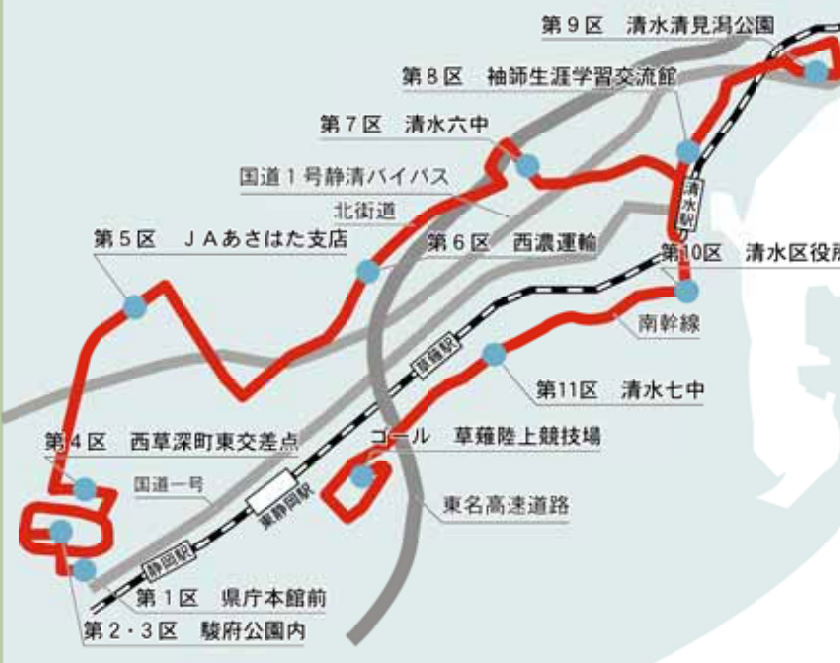 第9区 清水清見潟公園
第8区 袖師生涯学習交流館
第7区 清水六中
国道1号静清バイパス
北街道
第5区 JAあさはた支店
第6区 西濃運輸
清水駅
第10区 清水区役所
南幹線
草薙駅
第11区 清水七中
ゴール 草薙陸上競技場
第4区 西草深町東交差点
国道一号
東静岡駅
東名高速道路
静岡駅
第1区 県庁本館前
第2・3区 駿府公園内